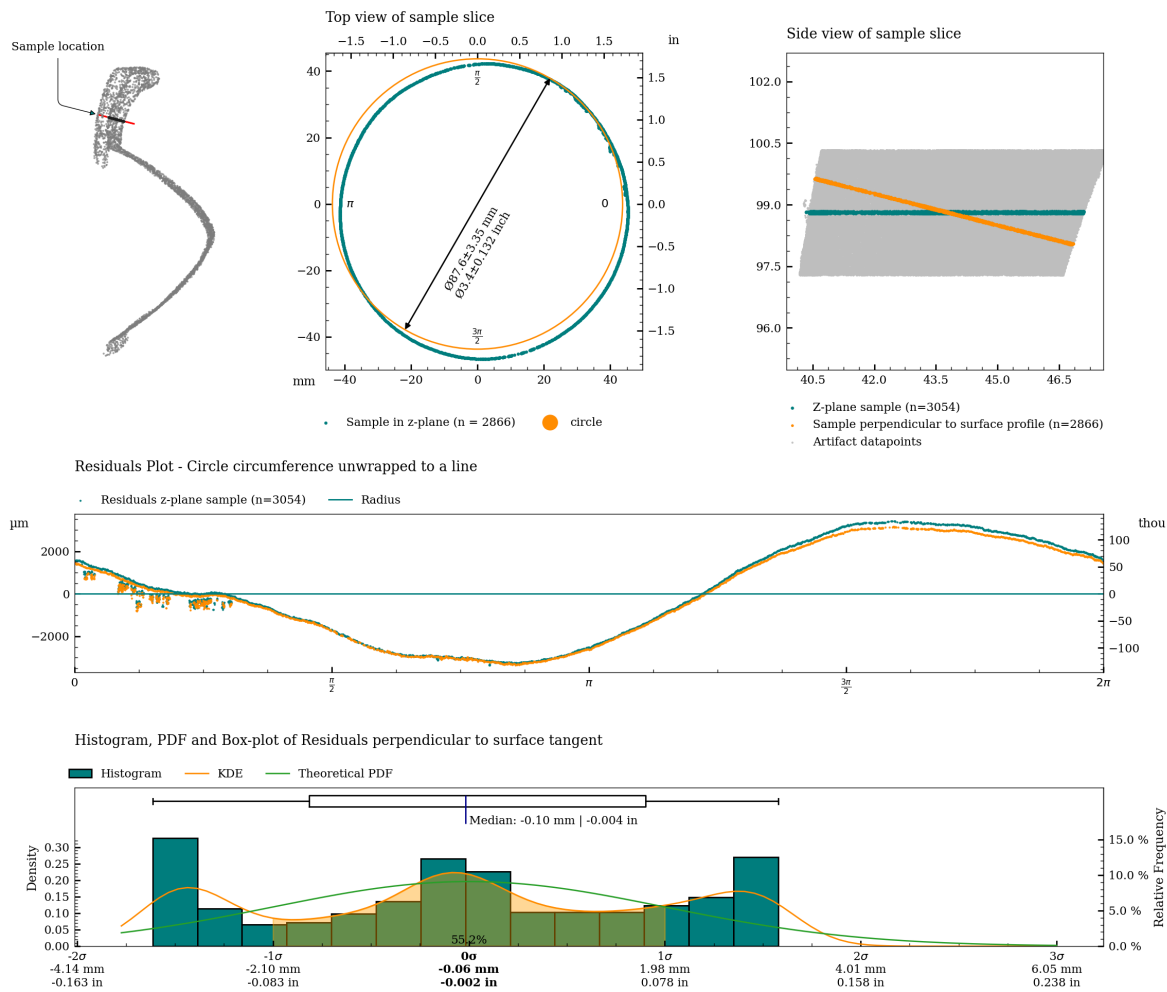 Top view of sample slice
Sample location
−1.5 −1.0 −0.5 0.0 0.5 1.0 1.5
in
40
20
0
−20
−40
1.5
1.0
0.5
0.0
−0.5
−1.0
−1.5
π/2
π
0
3π/2
Ø87.6±3.35 mm
Ø3.4±0.132 inch
mm
−40 −20 0 20 40
Sample in z-plane (n = 2866)
circle
Side view of sample slice
102.0
100.5
99.0
97.5
96.0
40.5 42.0 43.5 45.0 46.5
Z-plane sample (n=3054)
Sample perpendicular to surface profile (n=2866)
Artifact datapoints
Residuals Plot - Circle circumference unwrapped to a line
Residuals z-plane sample (n=3054)
Radius
µm
thou
2000
0
−2000
100
50
0
−50
−100
0 π/2 π 3π/2 2π
Histogram, PDF and Box-plot of Residuals perpendicular to surface tangent
Histogram
KDE
Theoretical PDF
Median: -0.10 mm | -0.004 in
Density
0.30
0.25
0.20
0.15
0.10
0.05
0.00
15.0 %
10.0 %
5.0 %
0.0 %
Relative Frequency
55.2%
-2σ -1σ 0σ 1σ 2σ 3σ
-4.14 mm -2.10 mm -0.06 mm 1.98 mm 4.01 mm 6.05 mm
-0.163 in -0.083 in -0.002 in 0.078 in 0.158 in 0.238 in